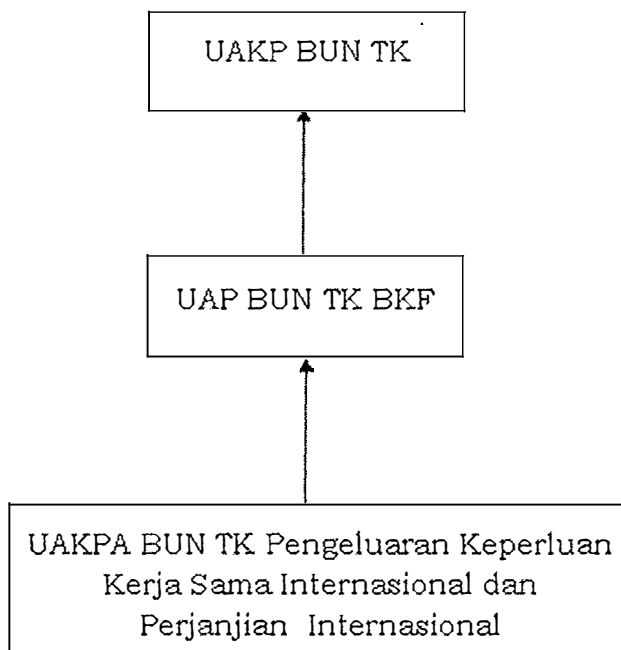 UAKP BUN TK
UAP BUN TK BKF
UAKPA BUN TK Pengeluaran Keperluan
Kerja Sama Internasional dan
Perjanjian Internasional